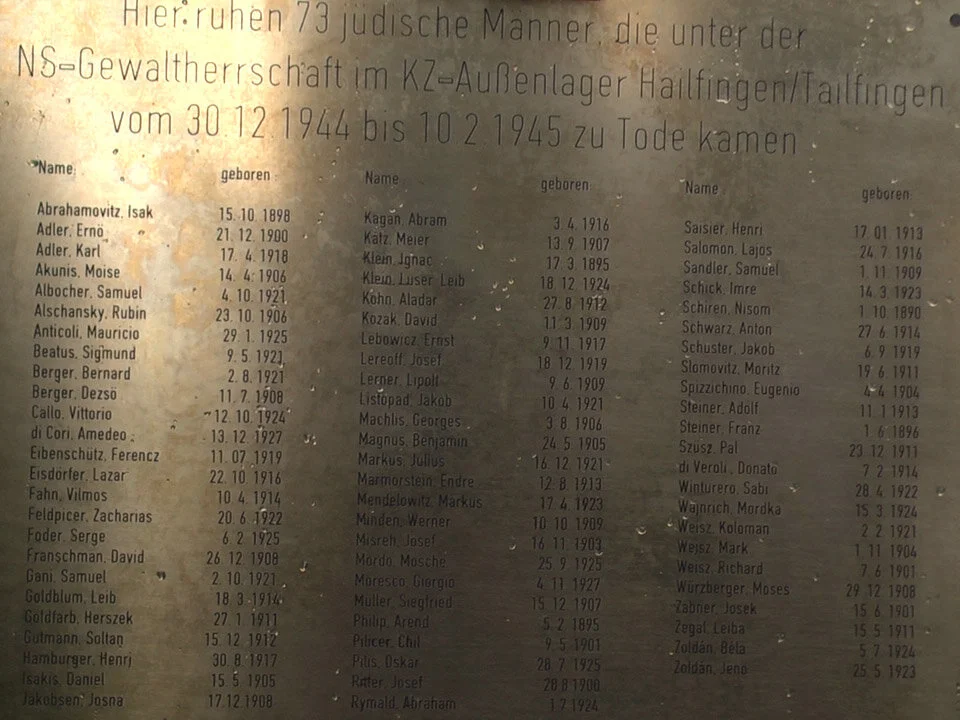 Hier ruhen 73 jüdische Männer, die unter der
NS-Gewaltherrschaft im KZ-Außenlager Hailfingen/Tailfingen
vom 30.12.1944 bis 10.2.1945 zu Tode kamen
Name: geboren:
Abrahamovitz, Isak 15.10.1898
Adler, Ernö 21.12.1900
Adler, Karl 17.4.1918
Akunis, Moise 14.4.1906
Albocher, Samuel 4.10.1921
Alschansky, Rubin 23.10.1906
Anticoli, Mauricio 29.1.1925
Beatus, Sigmund 9.5.1921
Berger, Bernard 2.8.1921
Berger, Dezsö 11.7.1908
Callo, Vittorio 12.10.1924
di Cori, Amedeo 13.12.1927
Eibenschütz, Ferencz 11.07.1919
Eisdörfer, Lazar 22.10.1916
Fahn, Vilmos 10.4.1914
Feldpicer, Zacharias 20.6.1922
Foder, Serge 6.2.1925
Franschman, David 26.12.1908
Gani, Samuel 2.10.1921
Goldblum, Leib 18.3.1914
Goldfarb, Herszek 27.1.1911
Gutmann, Soltan 15.12.1912
Hamburger, Henri 30.8.1917
Isakis, Daniel 15.5.1905
Jakobsen, Josna 17.12.1908
Name: geboren:
Kagan, Abram 3.4.1916
Katz, Meier 13.9.1907
Klein, Ignac 17.3.1895
Klein, Luser Leib 18.12.1924
Kohn, Aladar 27.8.1912
Kozak, David 11.3.1909
Lebowicz, Ernst 9.11.1917
Lereoff, Josef 18.12.1919
Lerner, Lipolt 9.6.1909
Listopad, Jakob 10.4.1921
Machlis, Georges 3.8.1906
Magnus, Benjamin 24.5.1905
Markus, Julius 16.12.1921
Marmorstein, Endre 12.8.1913
Mendelowitz, Markus 17.4.1923
Minden, Werner 10.10.1909
Misreh, Josef 16.11.1903
Mordo, Mosche 25.9.1925
Moresco, Giorgio 4.11.1927
Müller, Siegfried 15.12.1907
Philip, Arend 5.2.1895
Pilicer, Chil 9.5.1901
Pilis, Oskar 28.7.1925
Ritter, Josef 28.8.1908
Rymald, Abraham 1.7.1924
Name: geboren:
Saisier, Henri 17.01.1913
Salomon, Lajos 24.7.1916
Sandler, Samuel 1.11.1909
Schick, Imre 14.3.1923
Schiren, Nisom 1.10.1890
Schwarz, Anton 27.6.1914
Schuster, Jakob 6.9.1919
Slomovitz, Moritz 19.6.1911
Spizzichino, Eugenio 4.4.1904
Steiner, Adolf 11.1.1913
Steiner, Franz 1.6.1896
Szüsz, Pal 23.12.1911
di Veroli, Donato 7.2.1914
Winturero, Sabi 28.4.1922
Wajnrich, Mordka 15.3.1924
Weisz, Koloman 2.2.1921
Weisz, Mark 1.11.1904
Weisz, Richard 7.6.1901
Würzberger, Moses 29.12.1908
Zabner, Josek 15.6.1901
Zegal, Leiba 15.5.1911
Zoldán, Béla 5.7.1924
Zoldán, Jenö 25.5.1923